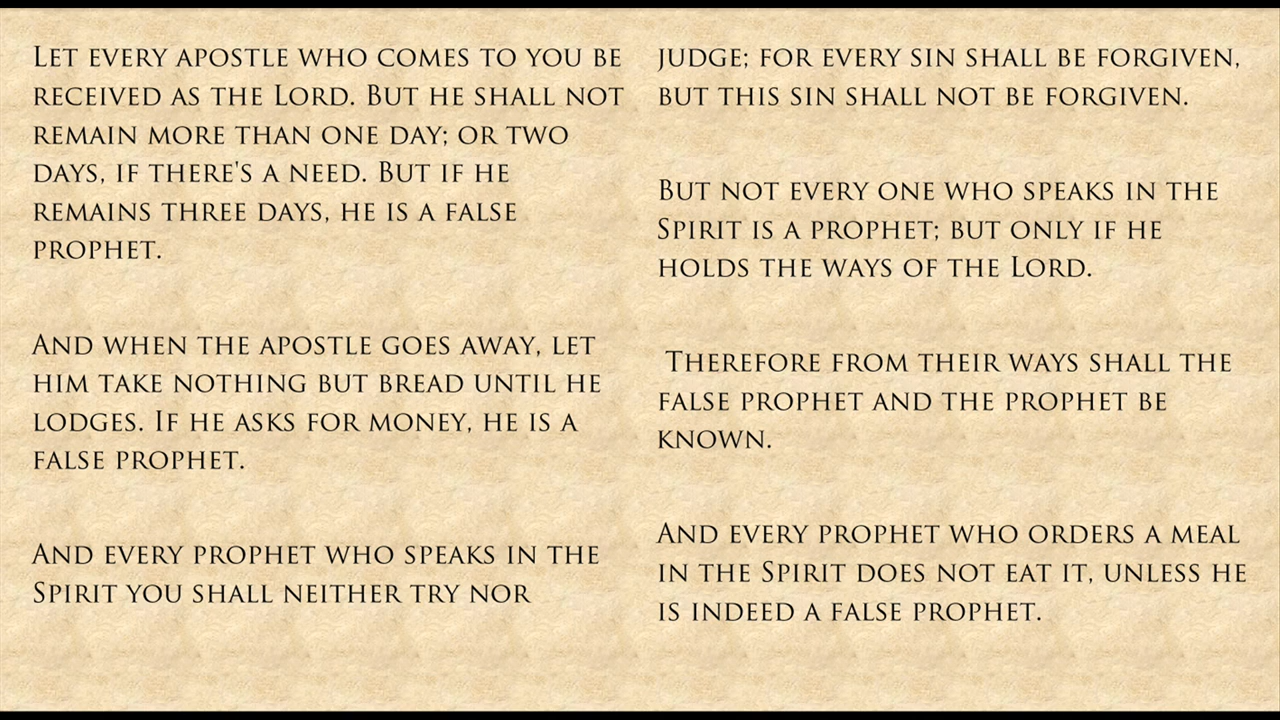 Let every apostle who comes to you be
received as the Lord. But he shall not
remain more than one day; or two
days, if there's a need. But if he
remains three days, he is a false
prophet.
And when the apostle goes away, let
him take nothing but bread until he
lodges. If he asks for money, he is a
false prophet.
And every prophet who speaks in the
Spirit you shall neither try nor
judge; for every sin shall be forgiven,
but this sin shall not be forgiven.
But not every one who speaks in the
Spirit is a prophet; but only if he
holds the ways of the Lord.
Therefore from their ways shall the
false prophet and the prophet be
known.
And every prophet who orders a meal
in the Spirit does not eat it, unless he
is indeed a false prophet.